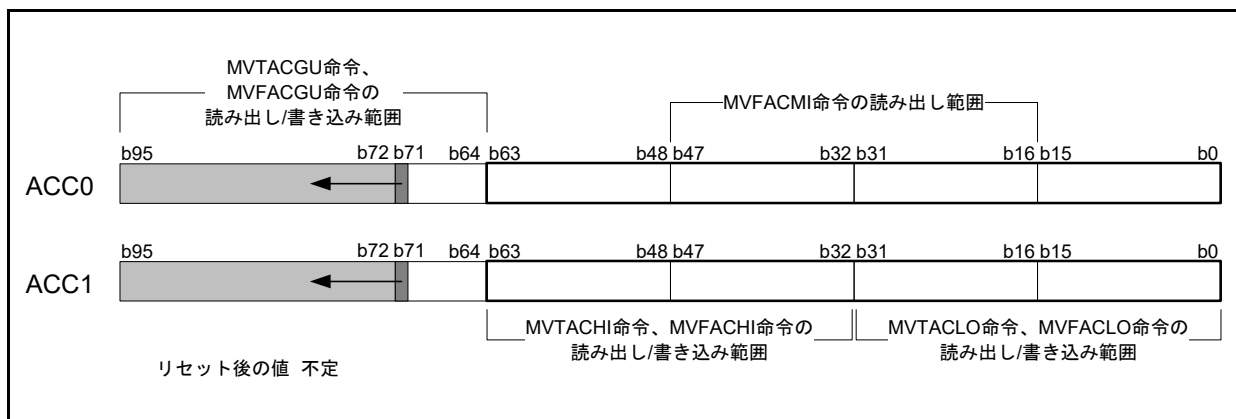 MVTACGU命令、
MVFACGU命令の
読み出し/書き込み範囲
MVFACMI命令の読み出し範囲
b95 b72 b71 b64 b63 b48 b47 b32 b31 b16 b15 b0
ACC0
b95 b72 b71 b64 b63 b48 b47 b32 b31 b16 b15 b0
ACC1
MVTACHI命令、MVFACHI命令の
読み出し/書き込み範囲
MVTACLO命令、MVFACLO命令の
読み出し/書き込み範囲
リセット後の値 不定